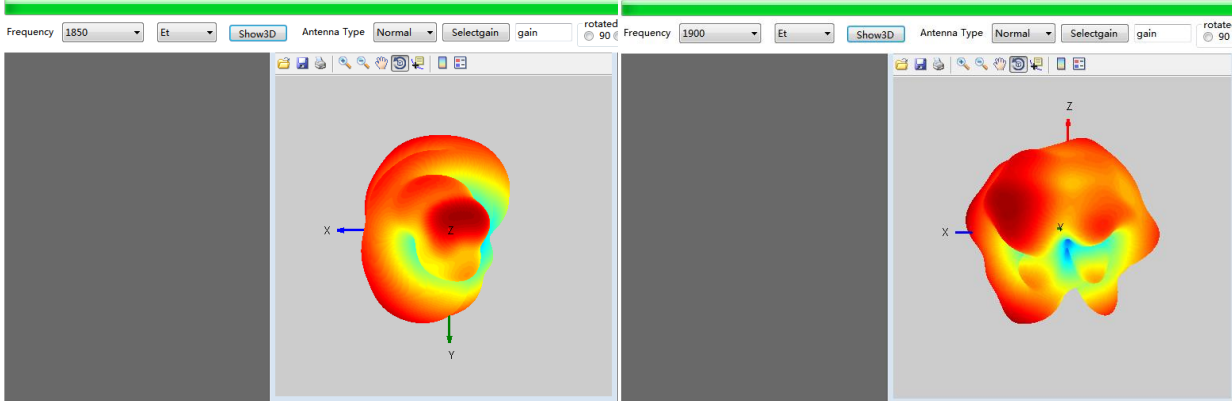 Frequency 1850 Et Show3D Antenna Type Normal Selectgain gain rotated
90
X
Z
Y
Frequency 1900 Et Show3D Antenna Type Normal Selectgain gain rotate
90
Z
X
Y